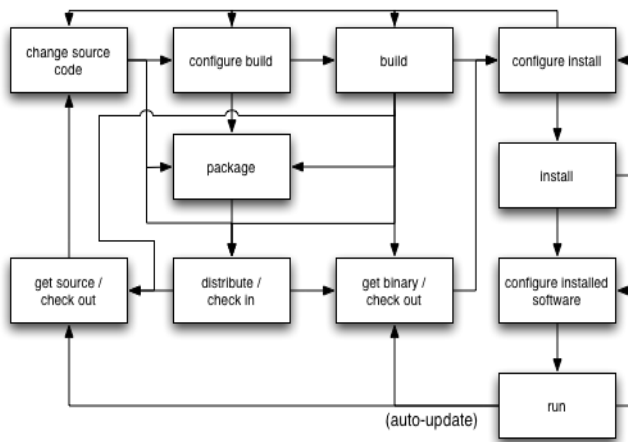 change source
code
configure build
build
configure install
package
install
get source /
check out
distribute /
check in
get binary /
check out
configure installed
software
run
(auto-update)